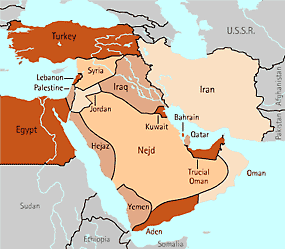 U.S.S.R.
Turkey
Syria
Lebanon
Palestine
Iraq
Iran
Afghanistan
Pakistan
Jordan
Kuwait
Bahrain
Qatar
Egypt
Hejaz
Nejd
Trucial
Oman
Oman
Sudan
Yemen
Aden
Ethiopia
Somalia